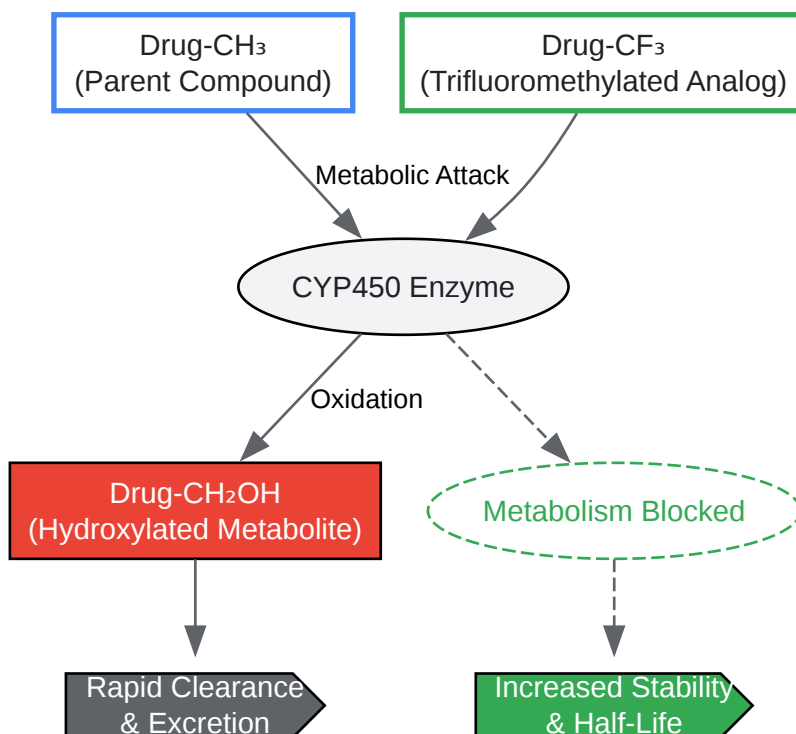 Drug-CH₃
(Parent Compound)
Drug-CF₃
(Trifluoromethylated Analog)
Metabolic Attack
CYP450 Enzyme
Oxidation
Drug-CH₂OH
(Hydroxylated Metabolite)
Metabolism Blocked
Rapid Clearance
& Excretion
Increased Stability
& Half-Life